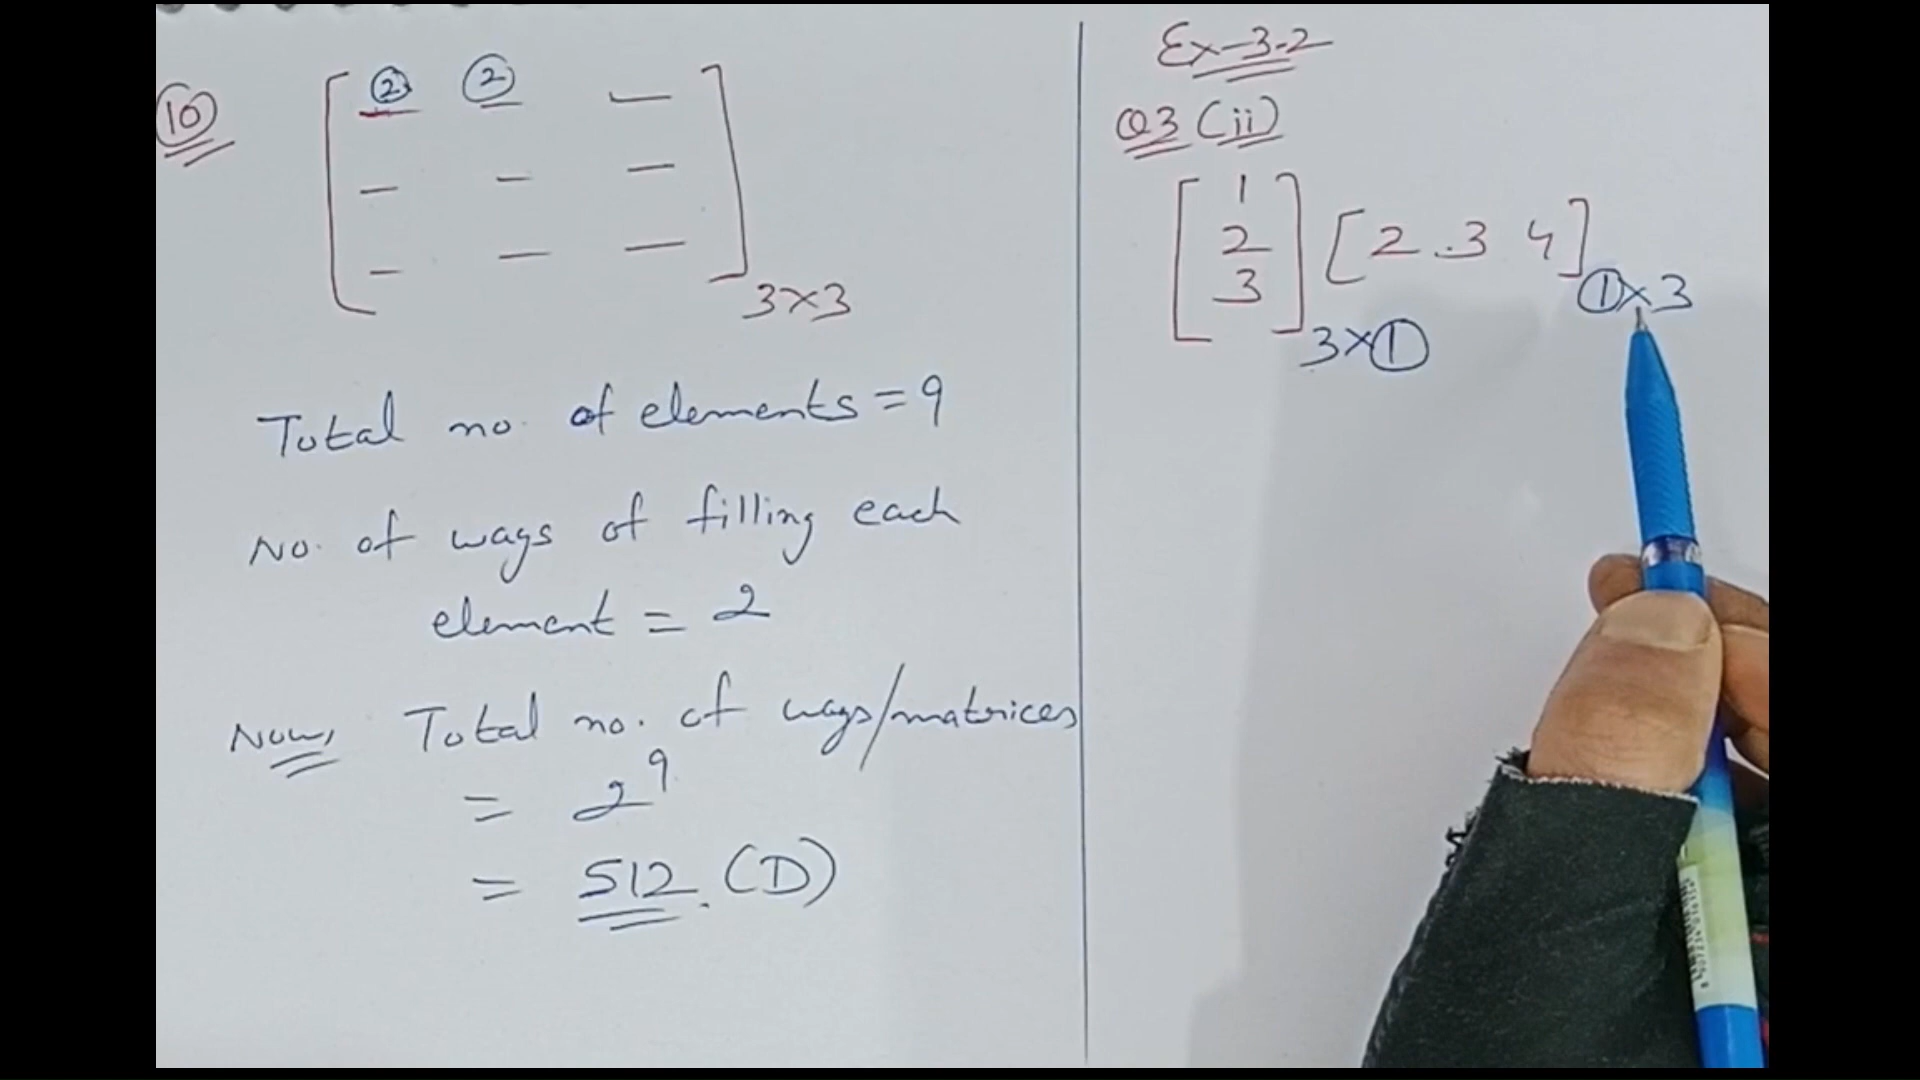 10
② ②
3×3
Total no. of elements = 9
No. of ways of filling each
element = 2
Now, Total no. of ways/matrices
= 2⁹
= 512. (D)
Ex-3.2
Q3 (ii)
[1 2 3] [2 3 4]
①×3
3×①